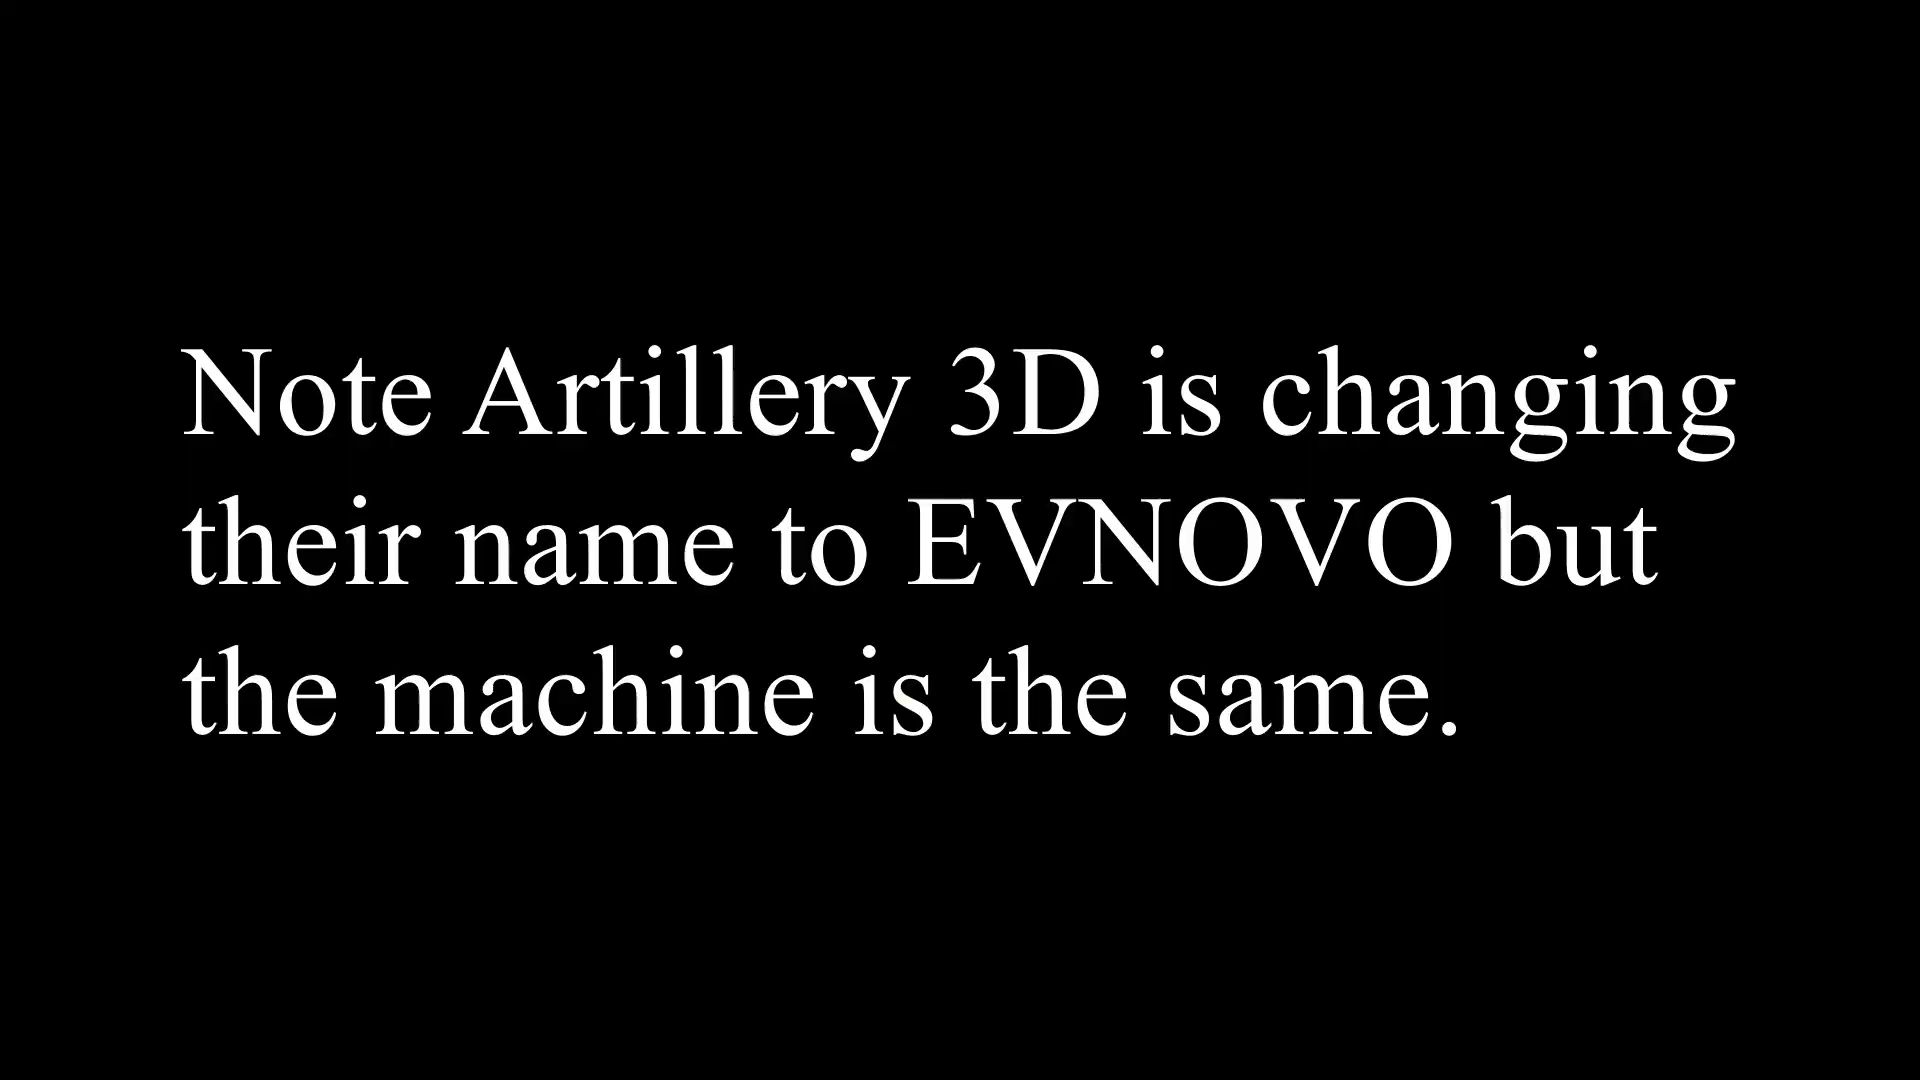 Note Artillery 3D is changing
their name to EVNOVO but
the machine is the same.